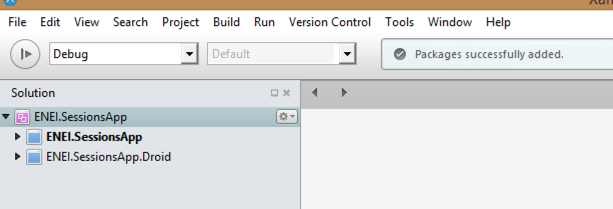 File Edit View Search Project Build Run Version Control Tools Window Help
Debug Default Packages successfully added.
Solution
ENEI.SessionsApp
ENEI.SessionsApp
ENEI.SessionsApp.Droid